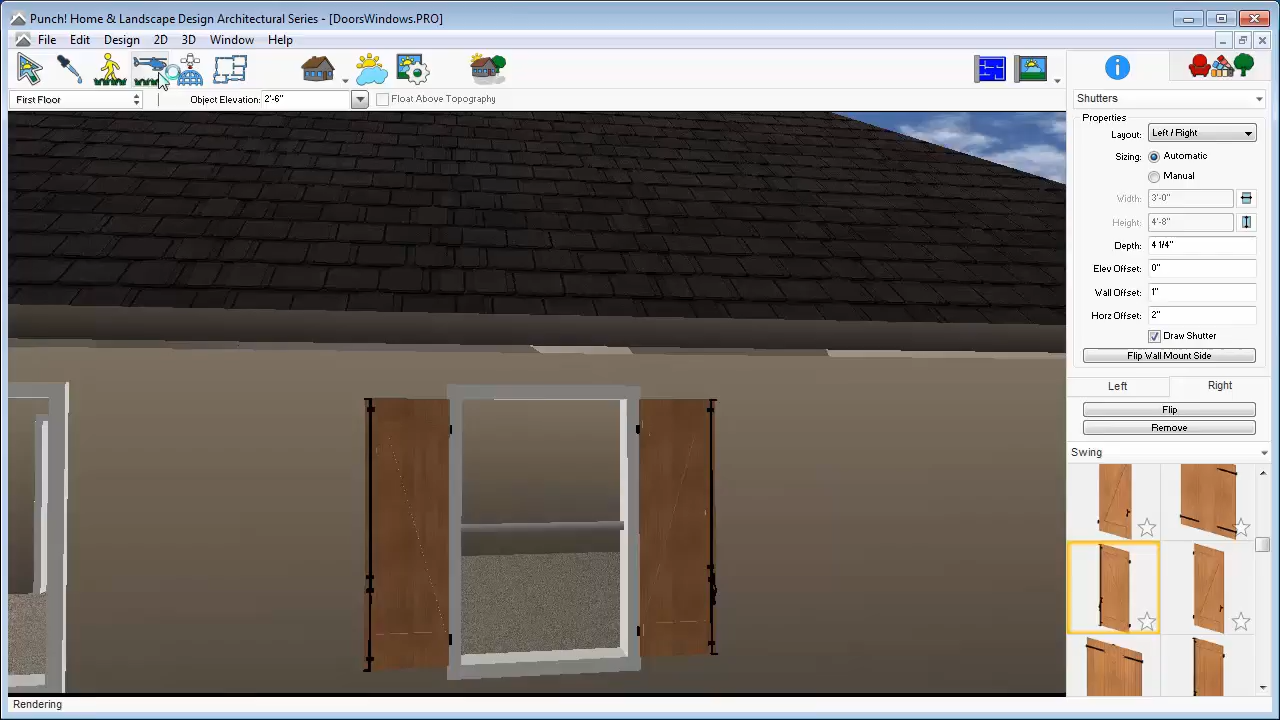 Punch! Home & Landscape Design Architectural Series - [DoorsWindows.PRO]
File Edit Design 2D 3D Window Help
First Floor
Object Elevation: 2'-6"
Float Above Topography
Shutters
Properties
Layout: Left / Right
Sizing: Automatic
Manual
Width: 3'-0"
Height: 4'-8"
Depth: 4 1/4"
Elev Offset: 0"
Wall Offset: 1"
Horz Offset: 2"
Draw Shutter
Flip Wall Mount Side
Left Right
Flip
Remove
Swing
Rendering